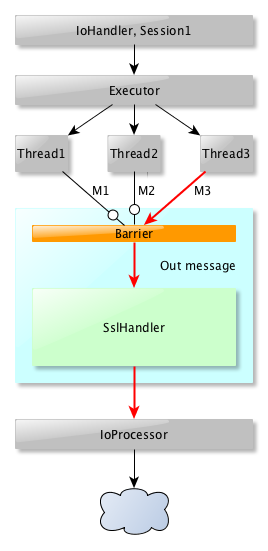 IoHandler, Session1
Executor
Thread1
Thread2
Thread3
M1
M2
M3
Barrier
Out message
SslHandler
IoProcessor